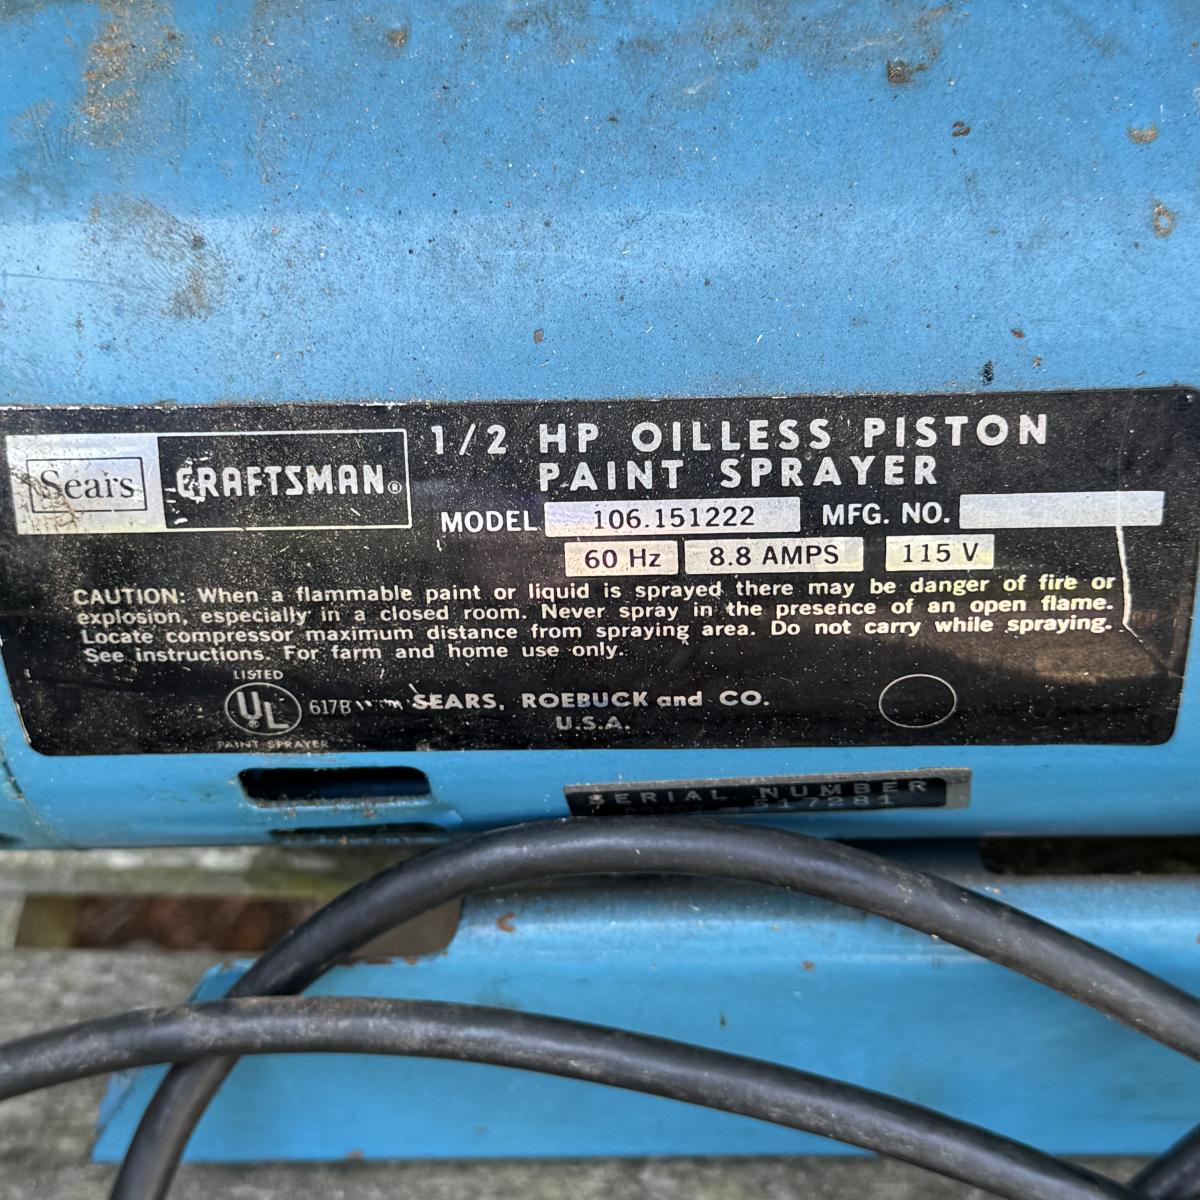 Sears
CRAFTSMAN®
1/2 HP OILLESS PISTON
PAINT SPRAYER
MODEL 106.151222 MFG. NO.
60 Hz 8.8 AMPS 115 V
CAUTION: When a flammable paint or liquid is sprayed there may be danger of fire or
explosion, especially in a closed room. Never spray in the presence of an open flame.
Locate compressor maximum distance from spraying area. Do not carry while spraying.
See instructions. For farm and home use only.
LISTED
UL 617B
PAINT SPRAYER
SEARS, ROEBUCK and CO.
U.S.A.
SERIAL NUMBER
517281